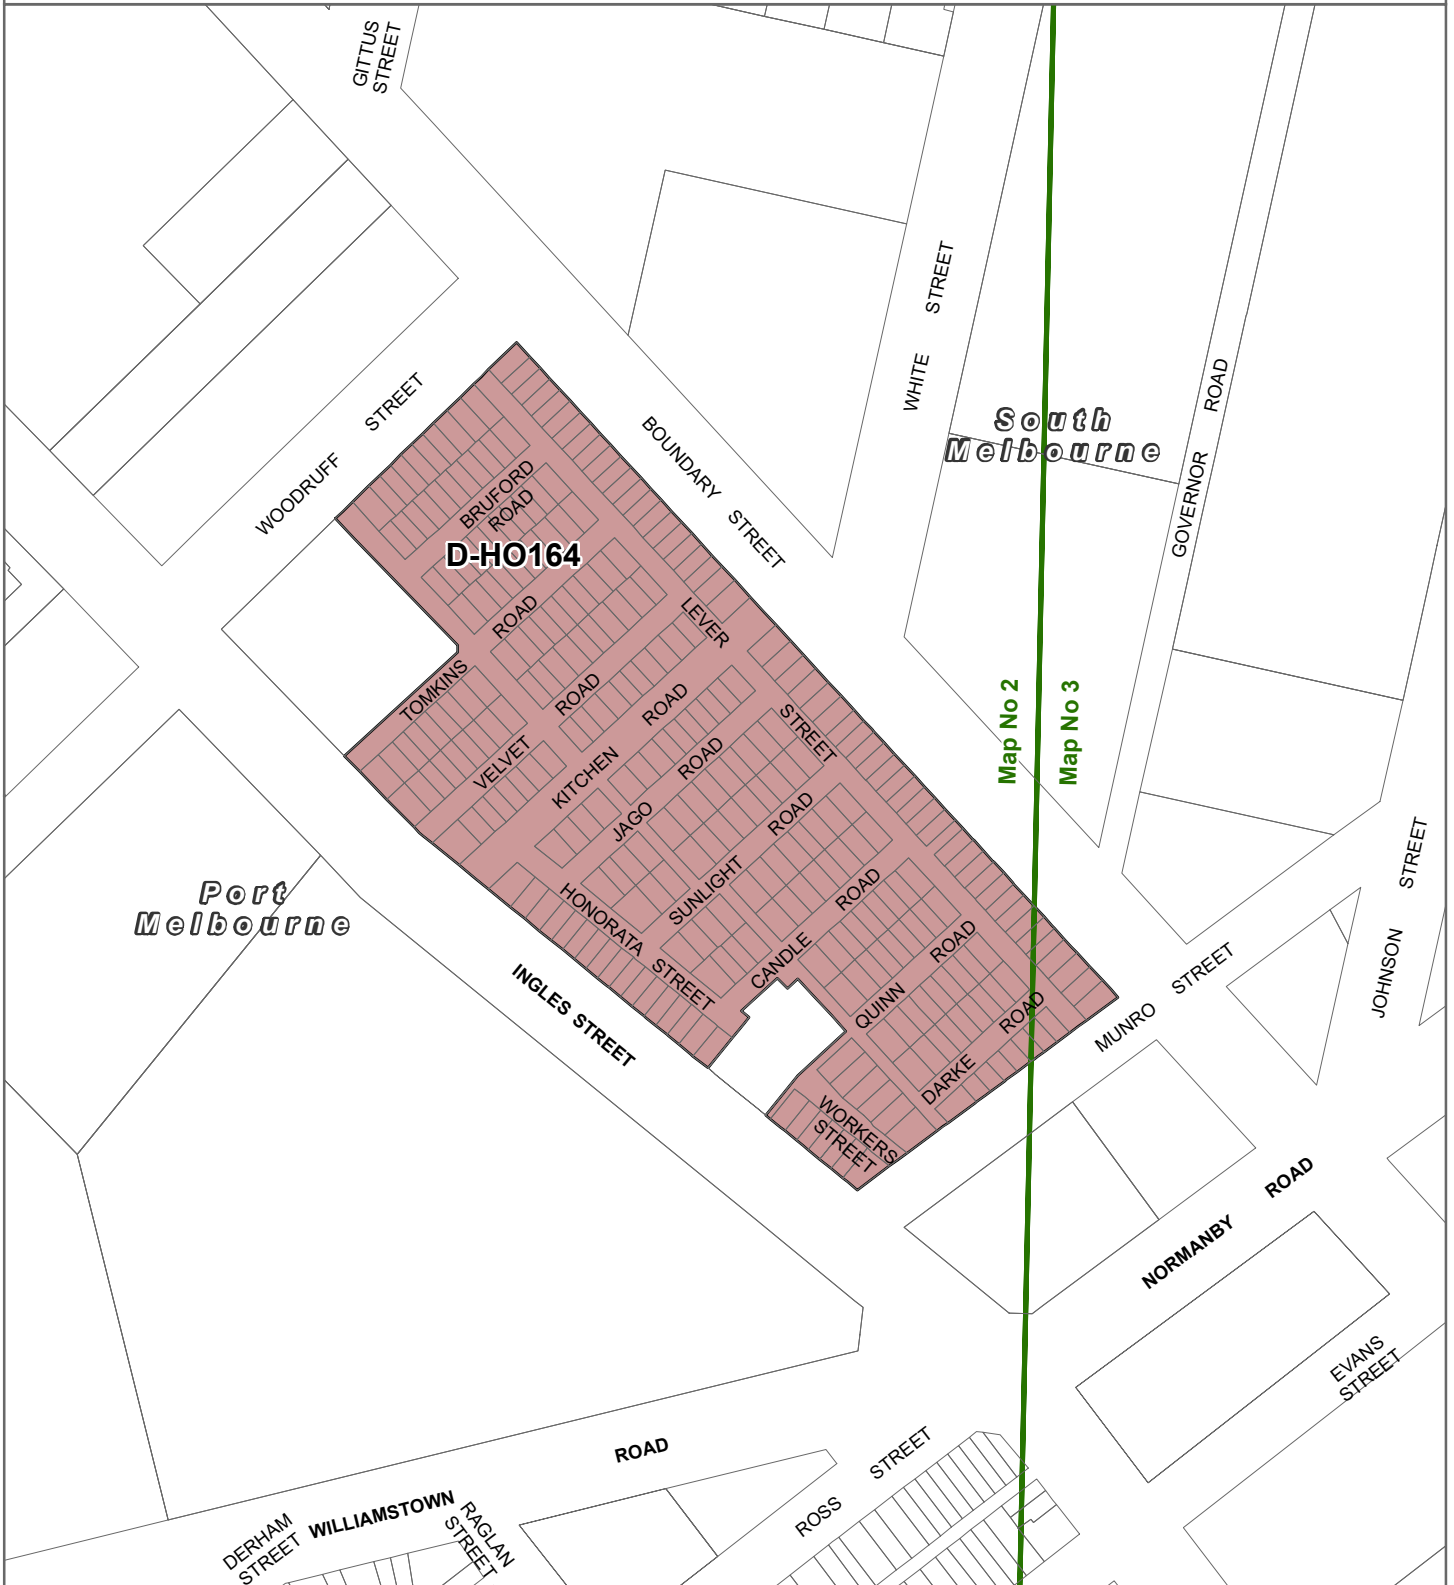 GITTUS
STREET
WHITE STREET
GOVERNOR ROAD
South
Melbourne
WOODRUFF STREET
BOUNDARY STREET
BRUFORD
ROAD
D-HO164
ROAD
TOMKINS
LEVER
STREET
VELVET ROAD
KITCHEN ROAD
JAGO ROAD
SUNLIGHT ROAD
HONORATA STREET
CANDLE ROAD
QUINN ROAD
DARKE ROAD
WORKERS
STREET
Map No 2
Map No 3
Port
Melbourne
INGLES STREET
MUNRO STREET
JOHNSON STREET
NORMANBY ROAD
EVANS
STREET
WILLIAMSTOWN ROAD
ROSS STREET
DERHAM
STREET
RAGLAN
STREET